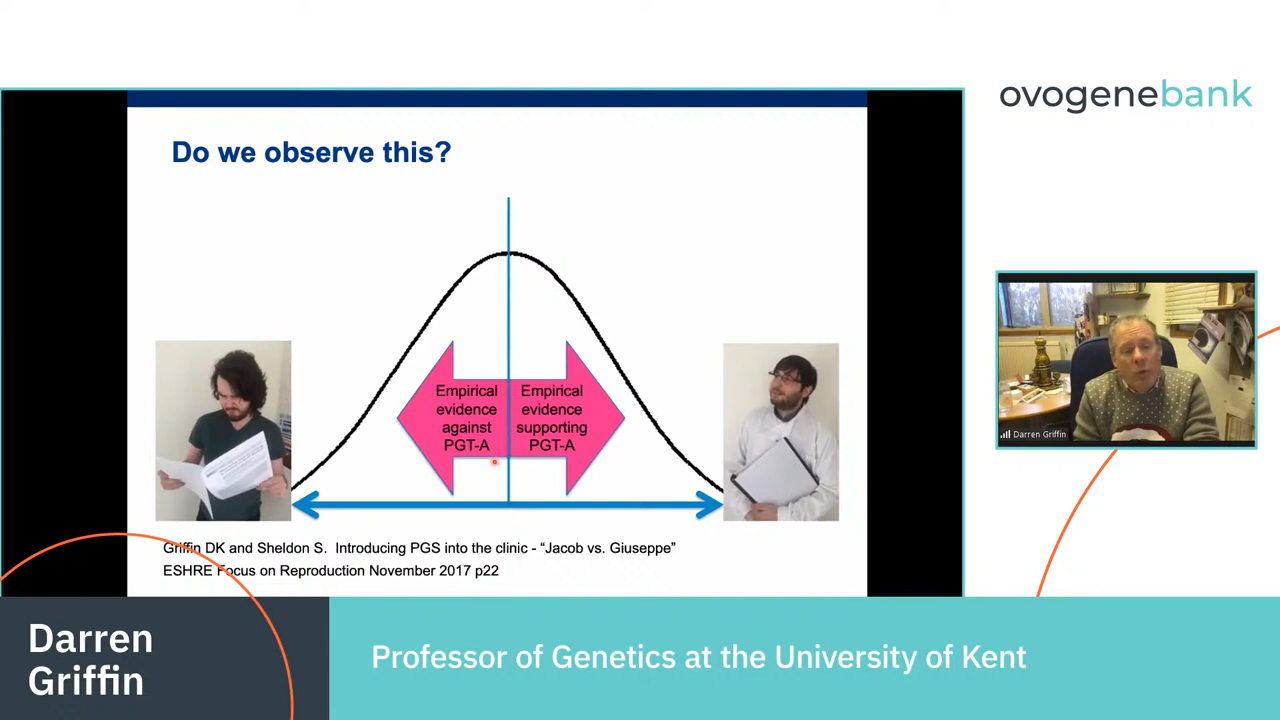 ovogenebank
Do we observe this?
Empirical
evidence
against
PGT-A
Empirical
evidence
supporting
PGT-A
Griffin DK and Sheldon S. Introducing PGS into the clinic - “Jacob vs. Giuseppe”
ESHRE Focus on Reproduction November 2017 p22
Darren Griffin
Darren
Griffin
Professor of Genetics at the University of Kent